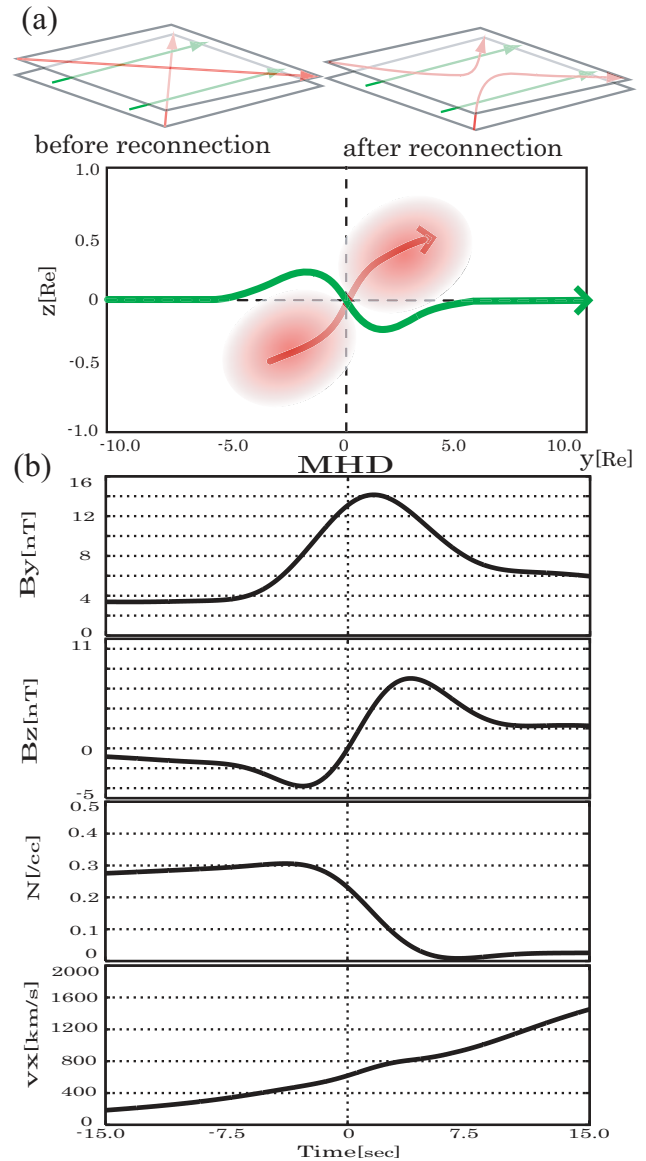 (a)
before reconnection
after reconnection
1.0
0.5
0
-0.5
-1.0
z[Re]
-10.0 -5.0 0 5.0 10.0
y[Re]
(b)
MHD
16
12
8
4
0
By[nT]
11
0
-5
Bz[nT]
0.5
0.4
0.3
0.2
0.1
0
N[/cc]
2000
1600
1200
800
400
0
vx[km/s]
-15.0 -7.5 0 7.5 15.0
Time[sec]